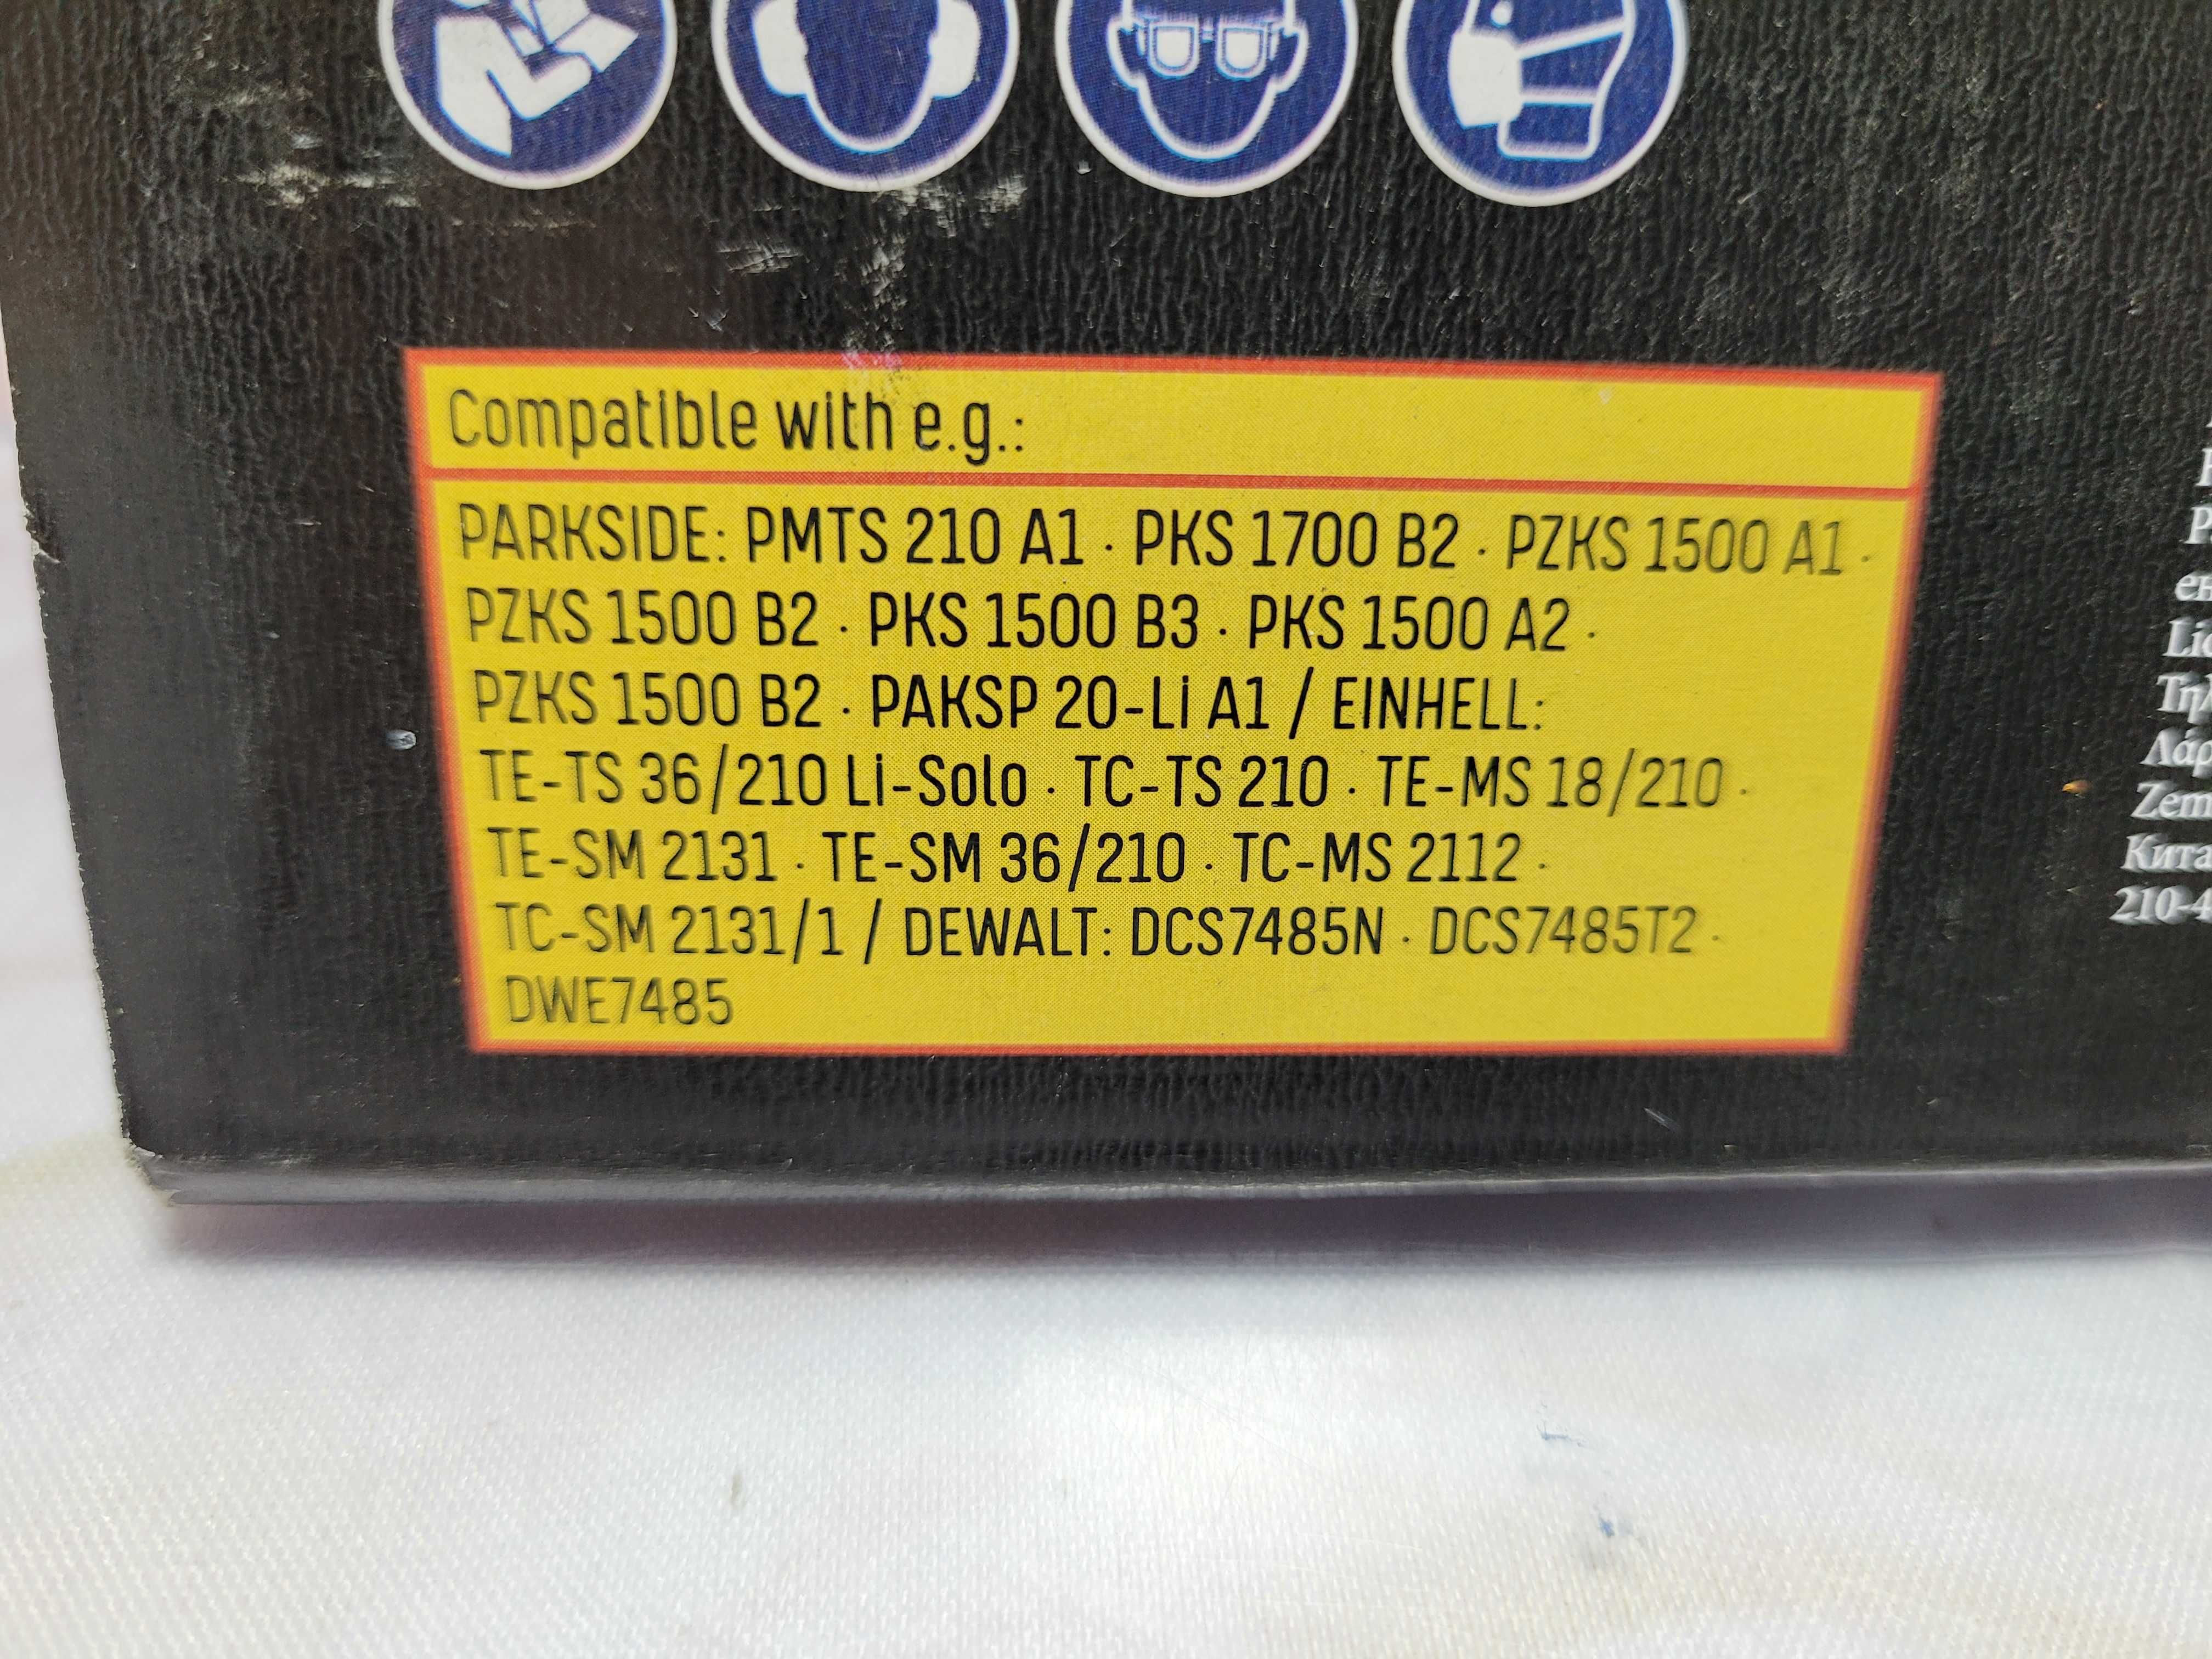 Compatible with e.g.:
PARKSIDE: PMTS 210 A1 · PKS 1700 B2 · PZKS 1500 A1 ·
PZKS 1500 B2 · PKS 1500 B3 · PKS 1500 A2 ·
PZKS 1500 B2 · PAKSP 20-Li A1 / EINHELL:
TE-TS 36/210 Li-Solo · TC-TS 210 · TE-MS 18/210 ·
TE-SM 2131 · TE-SM 36/210 · TC-MS 2112 ·
TC-SM 2131/1 / DEWALT: DCS7485N · DCS7485T2 ·
DWE7485